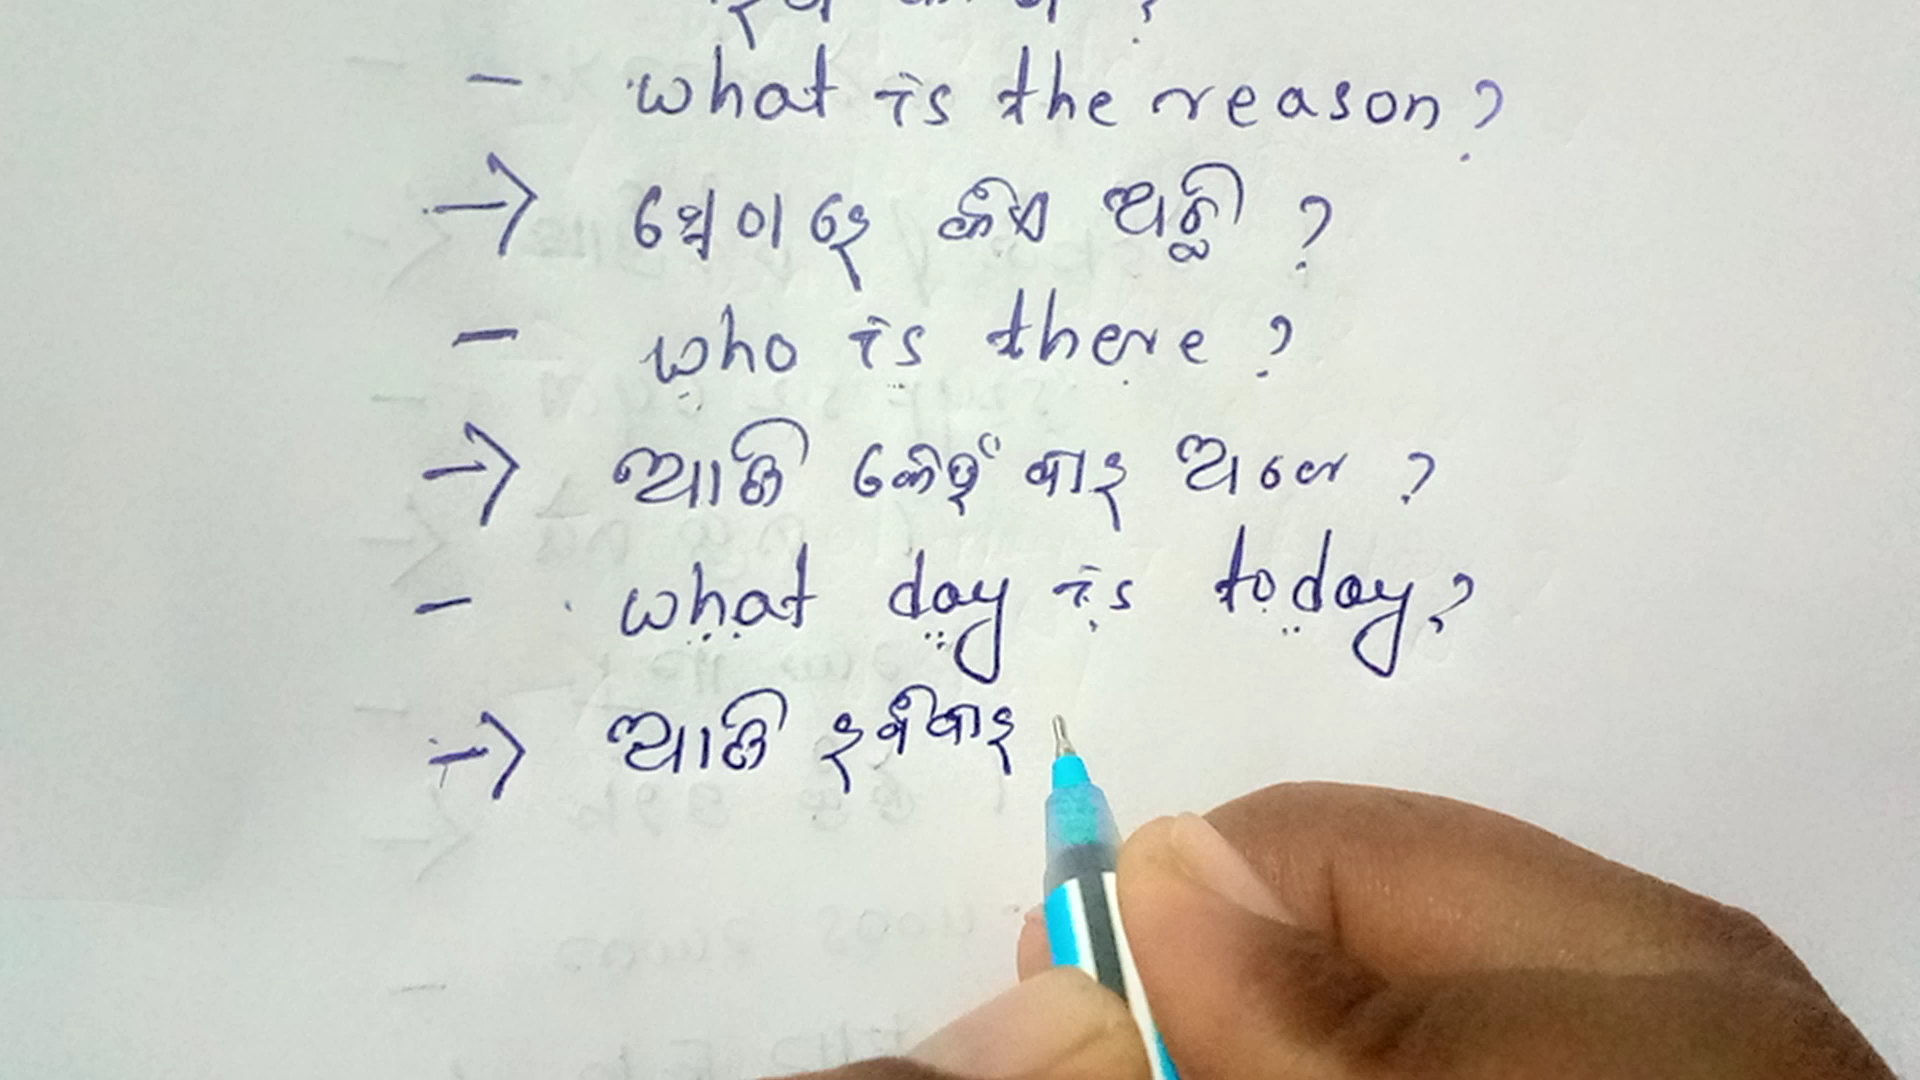 - what is the reason?
→ ସେଠାରେ କିଏ ଅଛି ?
- who is there ?
→ ଆଜି କେଉଁ ବାର ଅଟେ ?
- what day is today?
→ ଆଜି ରବିବାର